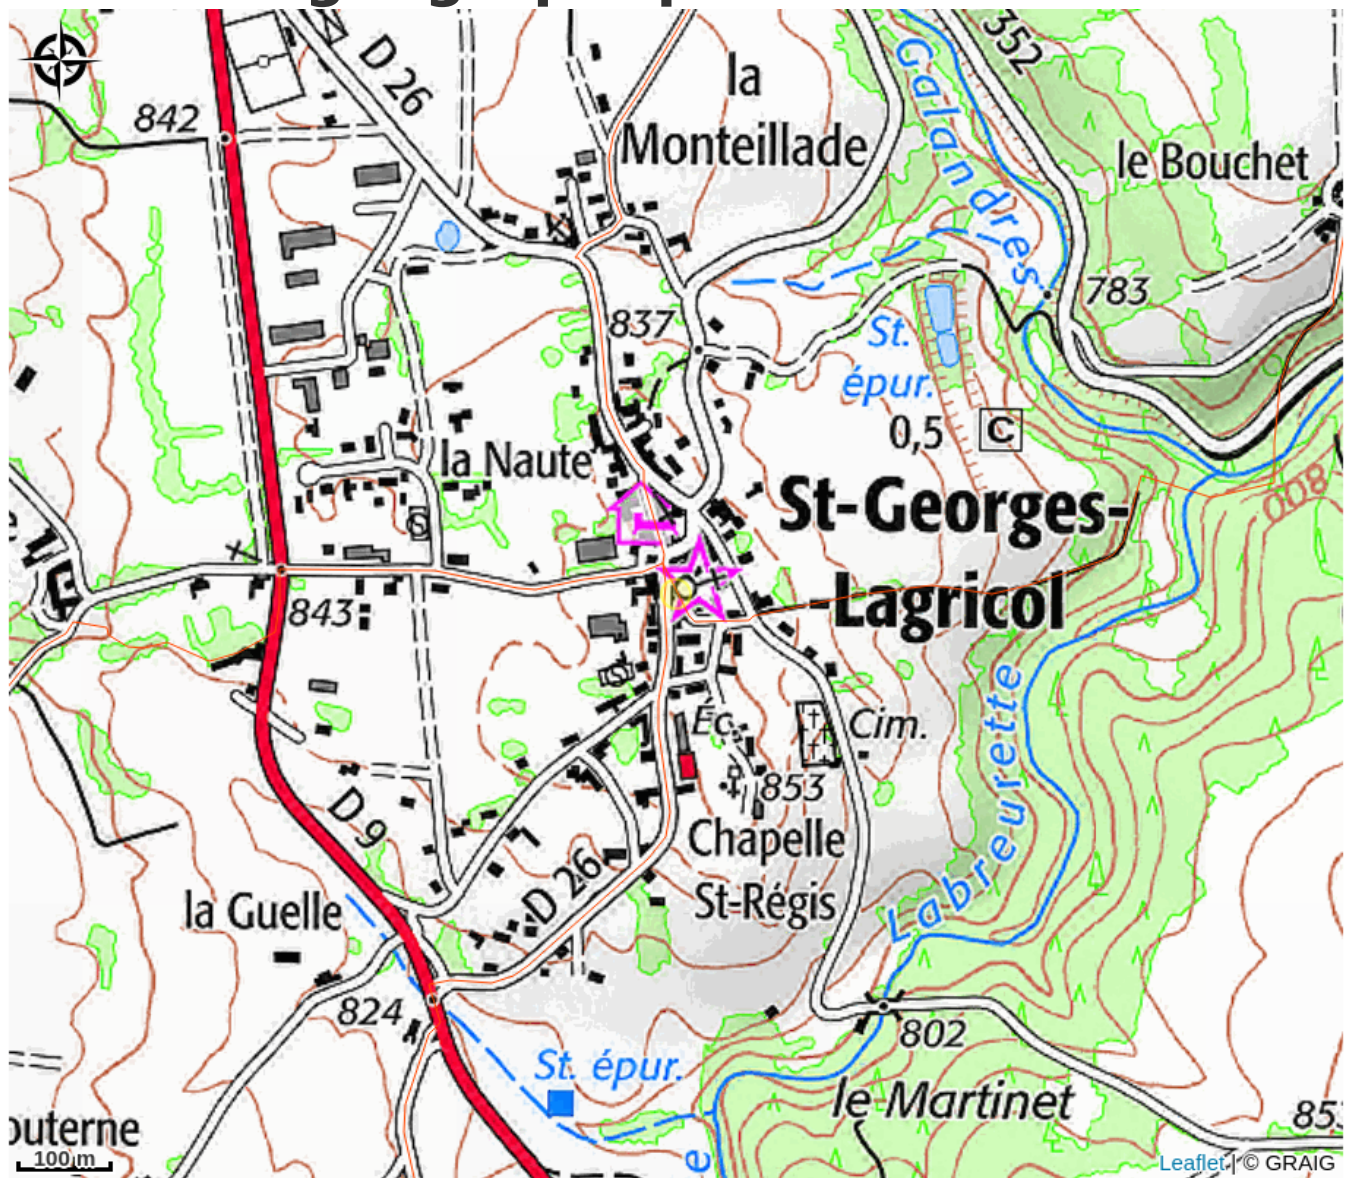 D 26
352
la
842
Monteillade
le Bouchet
Galandres
783
837
St.
épur.
0,5
C
la Naute
St-Georges-
800
-Lagricol
843
Labreurette
Éc.
Cim.
853
D 9
Chapelle
D 26
St-Régis
la Guelle
824
802
St. épur.
le Martinet
outerne
100 m
Leaflet | © GRAIG